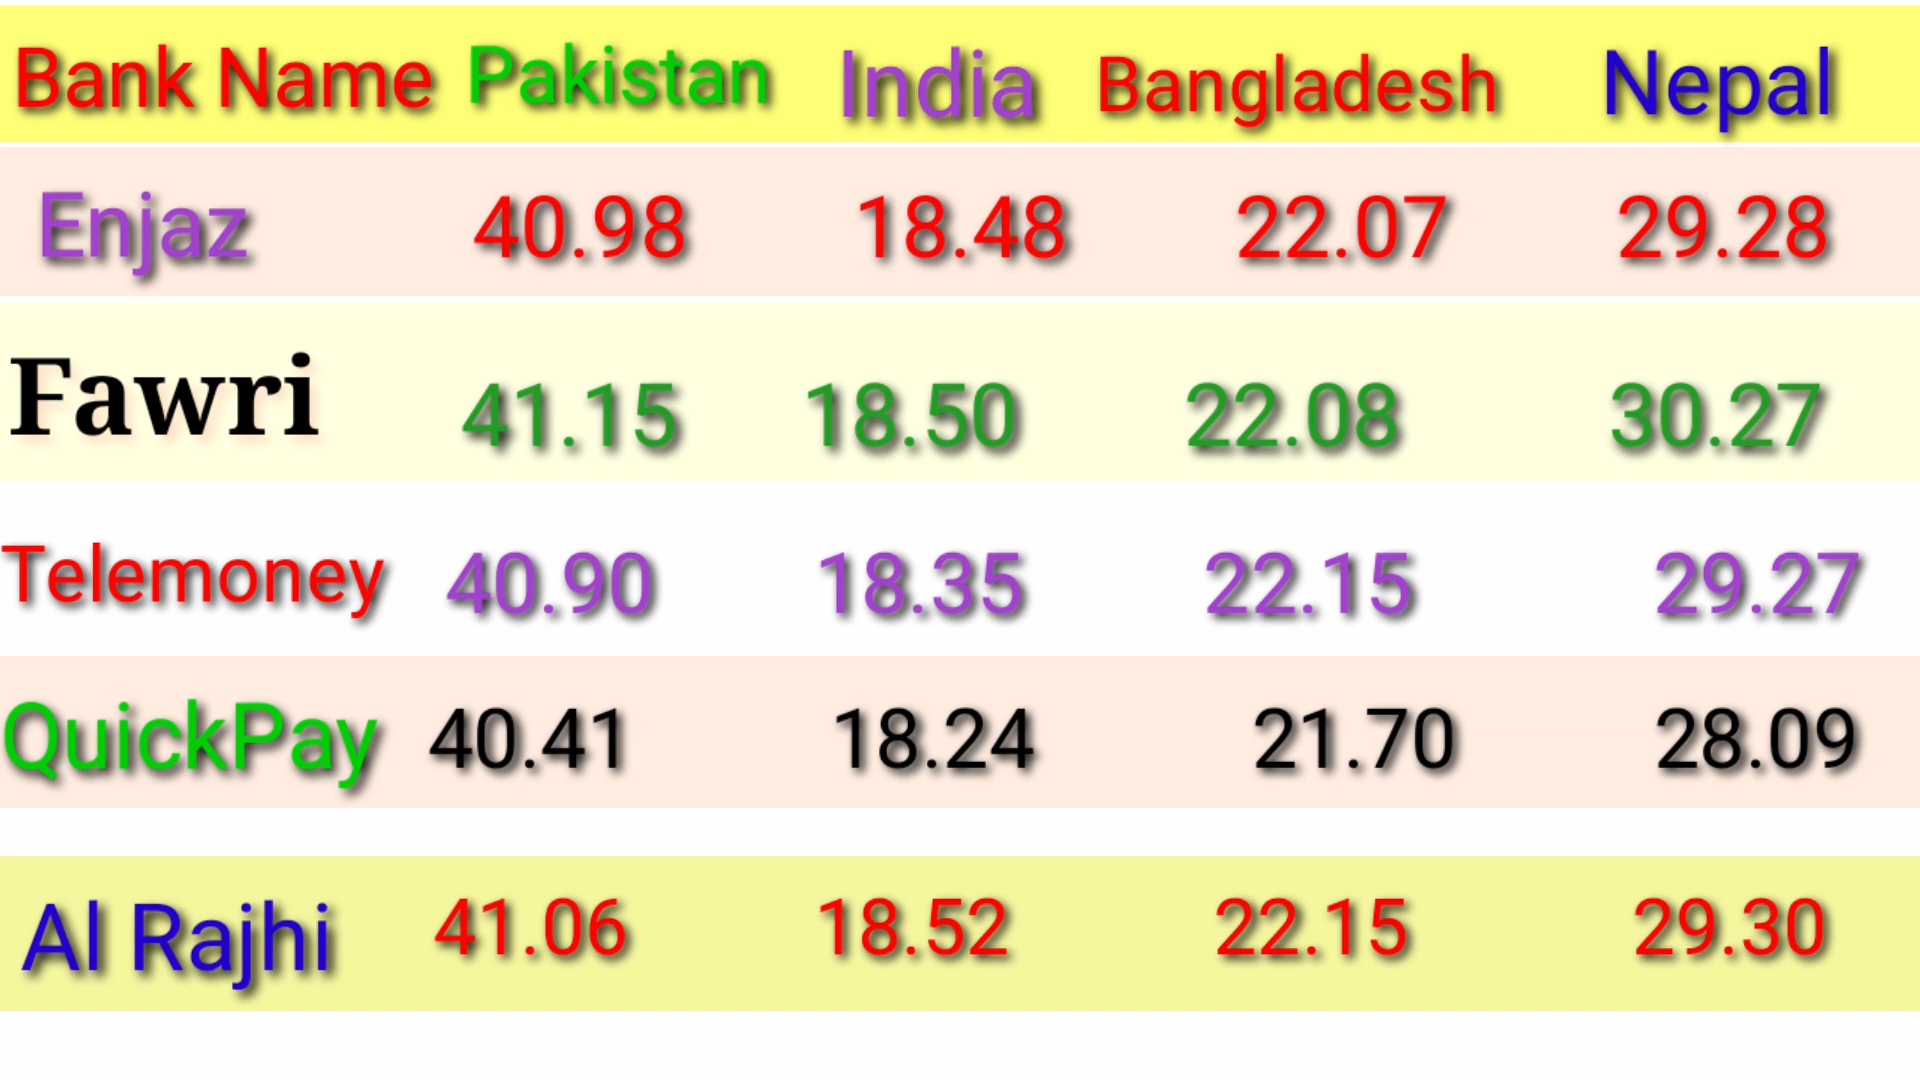 Bank Name Pakistan India Bangladesh Nepal
Enjaz 40.98 18.48 22.07 29.28
Fawri 41.15 18.50 22.08 30.27
Telemoney 40.90 18.35 22.15 29.27
QuickPay 40.41 18.24 21.70 28.09
Al Rajhi 41.06 18.52 22.15 29.30